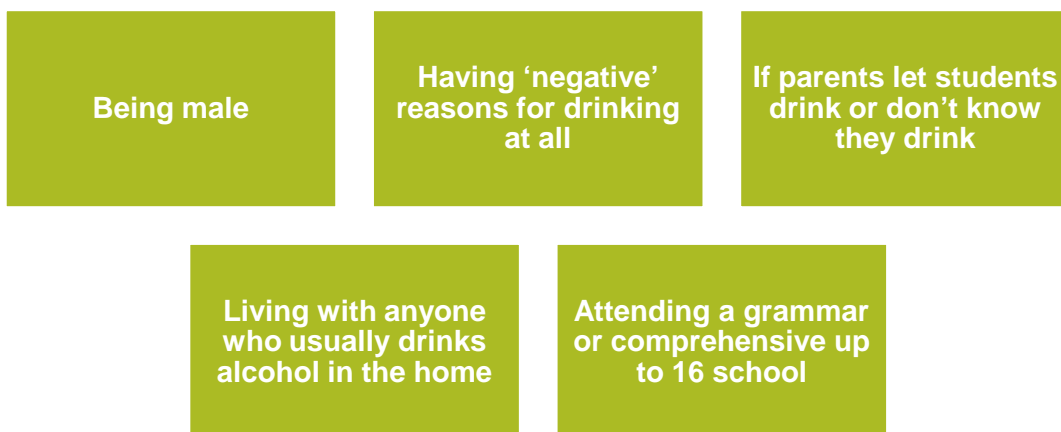 Being male
Having ‘negative’
reasons for drinking
at all
If parents let students
drink or don’t know
they drink
Living with anyone
who usually drinks
alcohol in the home
Attending a grammar
or comprehensive up
to 16 school